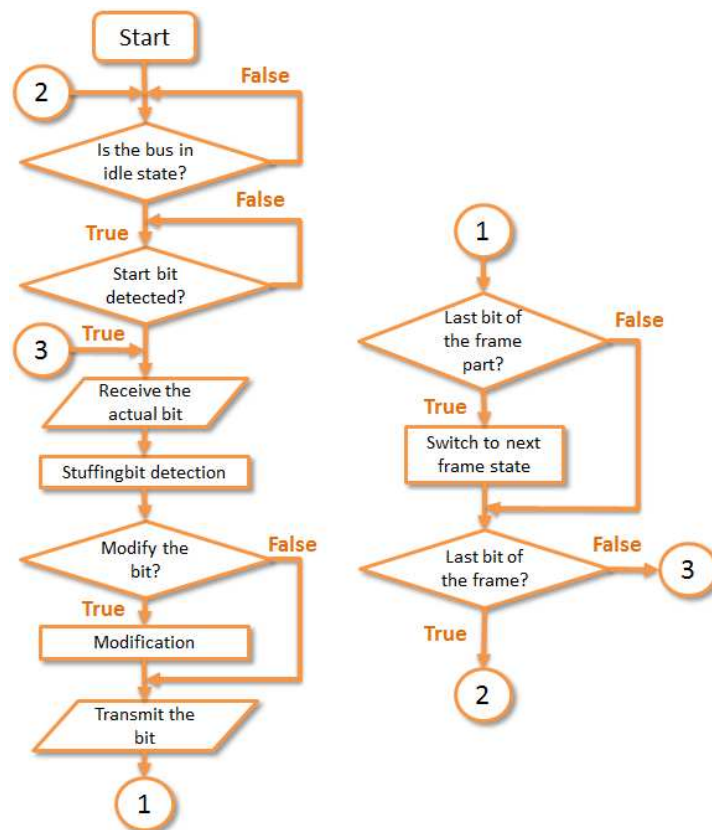 Start
False
2
Is the bus in
idle state?
False
True
Start bit
detected?
True
3
Receive the
actual bit
Stuffingbit detection
Modify the
bit?
False
True
Modification
Transmit the
bit
1
1
Last bit of
the frame
part?
False
True
Switch to next
frame state
Last bit of
the frame?
False
3
True
2